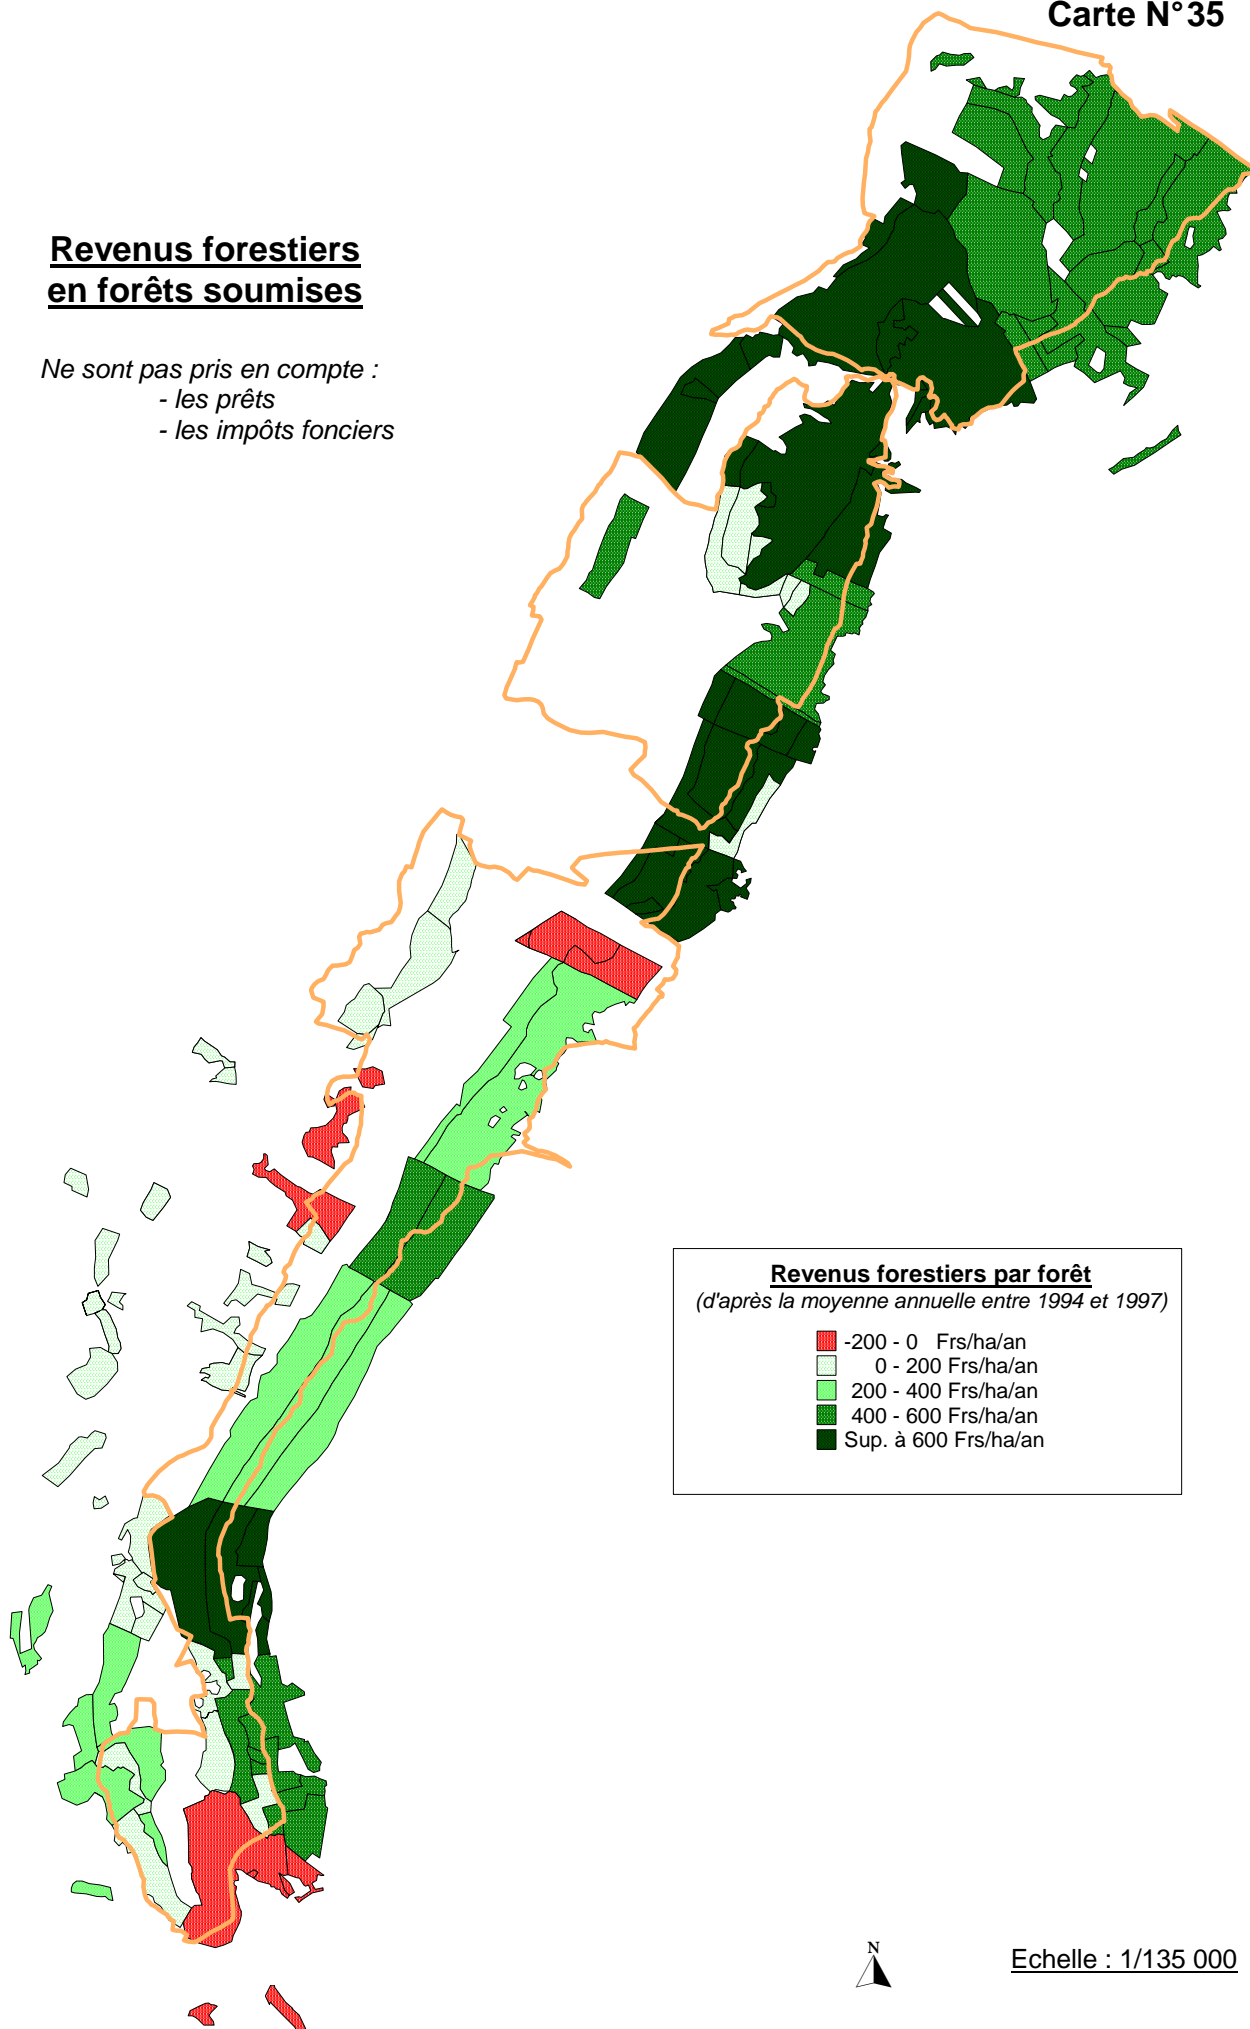 Carte N°35
Revenus forestiers
en forêts soumises
Ne sont pas pris en compte :
- les prêts
- les impôts fonciers
Revenus forestiers par forêt
(d'après la moyenne annuelle entre 1994 et 1997)
-200 - 0 Frs/ha/an
0 - 200 Frs/ha/an
200 - 400 Frs/ha/an
400 - 600 Frs/ha/an
Sup. à 600 Frs/ha/an
N
Echelle : 1/135 000